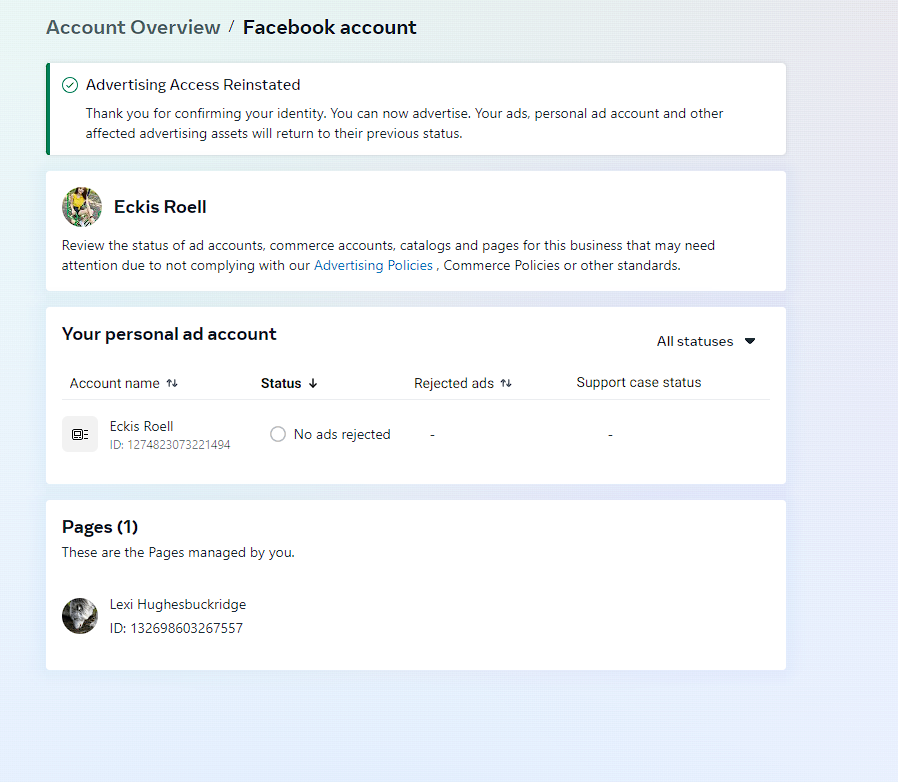 Account Overview / Facebook account
Advertising Access Reinstated
Thank you for confirming your identity. You can now advertise. Your ads, personal ad account and other
affected advertising assets will return to their previous status.
Eckis Roell
Review the status of ad accounts, commerce accounts, catalogs and pages for this business that may need
attention due to not complying with our Advertising Policies , Commerce Policies or other standards.
Your personal ad account
All statuses
Account name Status Rejected ads Support case status
Eckis Roell
ID: 1274823073221494
No ads rejected - -
Pages (1)
These are the Pages managed by you.
Lexi Hughesbuckridge
ID: 132698603267557